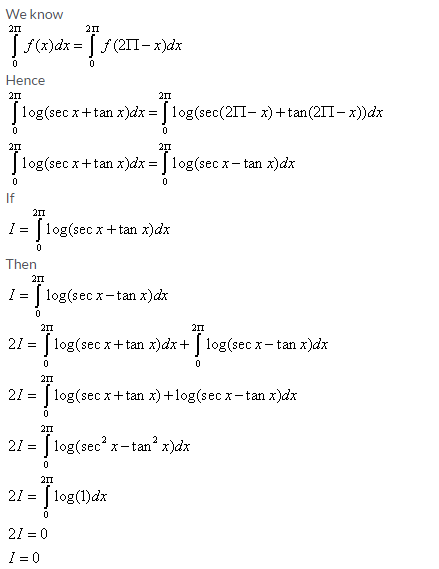 We know
∫₀^{2Π} f(x)dx = ∫₀^{2Π} f(2Π−x)dx
Hence
∫₀^{2Π} log(sec x+tan x)dx = ∫₀^{2Π} log(sec(2Π−x)+tan(2Π−x))dx
∫₀^{2Π} log(sec x+tan x)dx = ∫₀^{2Π} log(sec x−tan x)dx
If
I = ∫₀^{2Π} log(sec x+tan x)dx
Then
I = ∫₀^{2Π} log(sec x−tan x)dx
2I = ∫₀^{2Π} log(sec x+tan x)dx+ ∫₀^{2Π} log(sec x−tan x)dx
2I = ∫₀^{2Π} log(sec x+tan x)+log(sec x−tan x)dx
2I = ∫₀^{2Π} log(sec² x−tan² x)dx
2I = ∫₀^{2Π} log(1)dx
2I = 0
I = 0